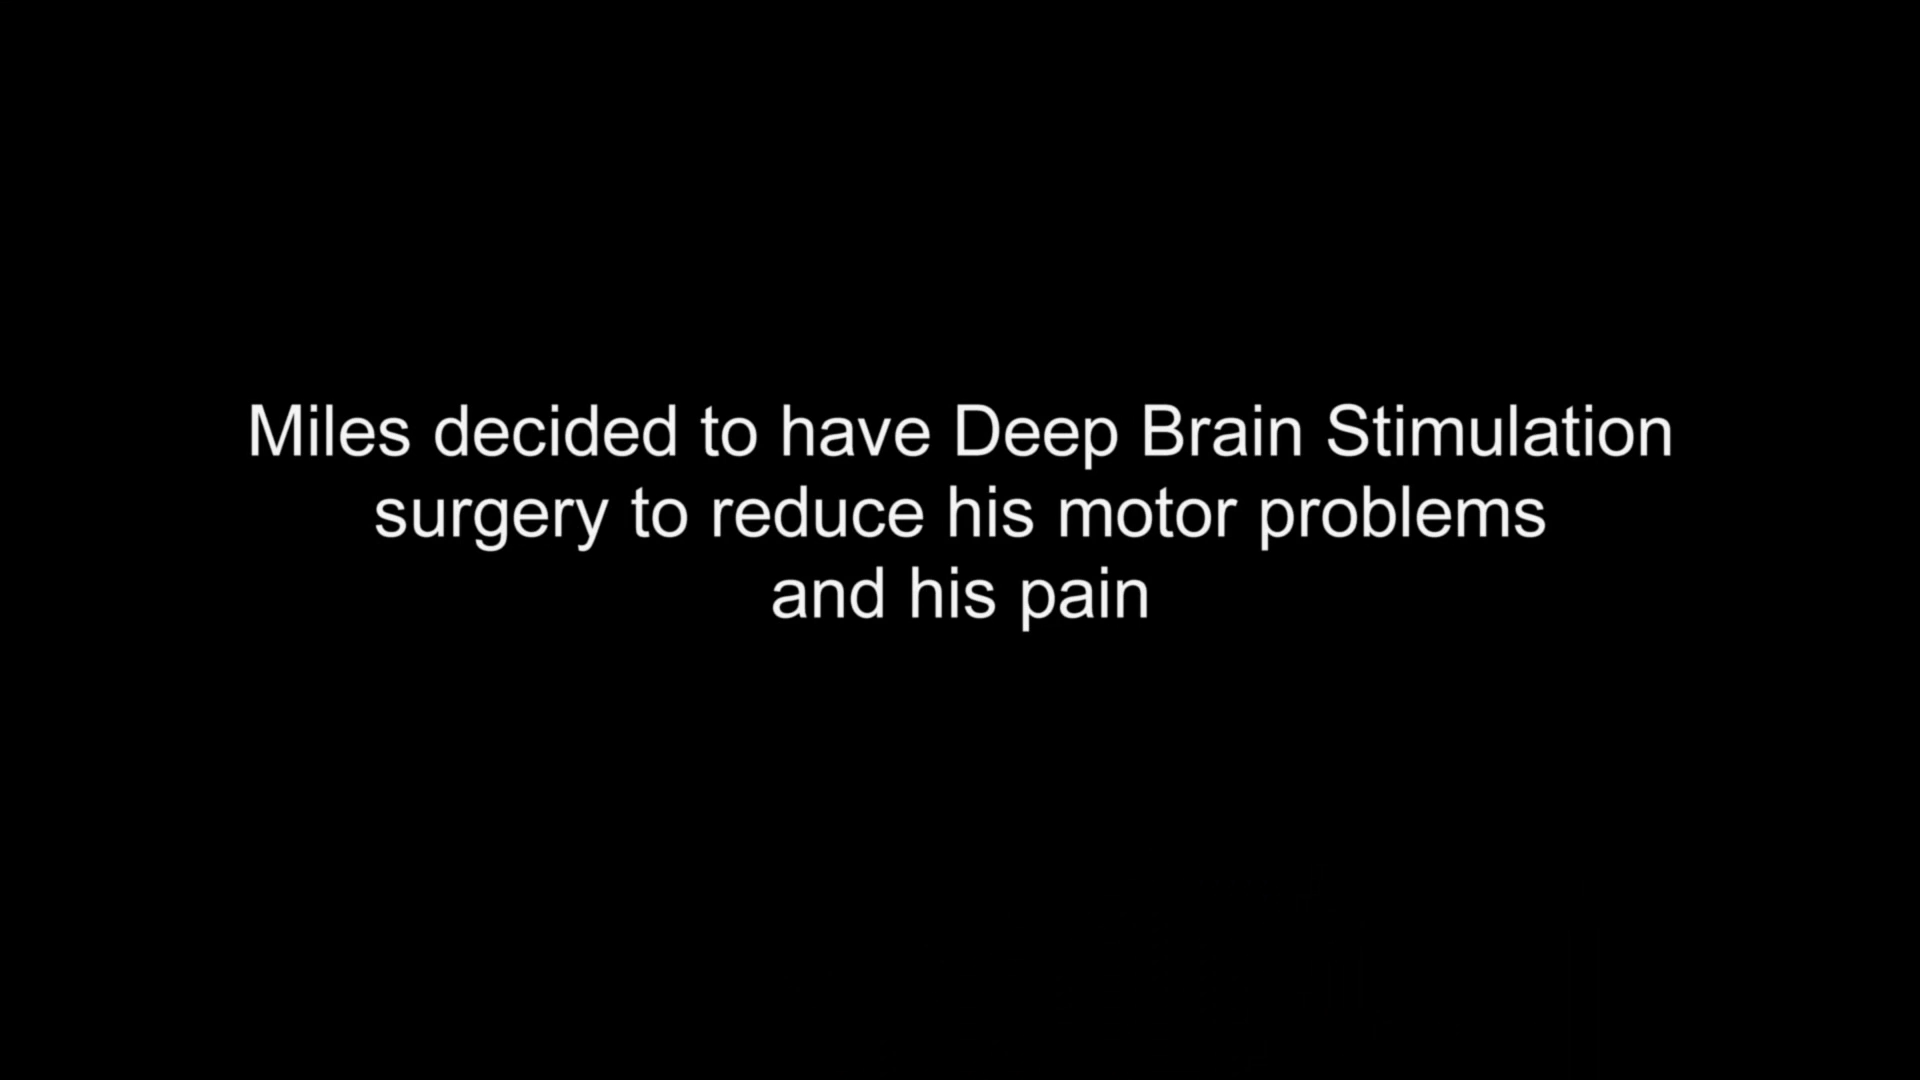 Miles decided to have Deep Brain Stimulation
surgery to reduce his motor problems
and his pain